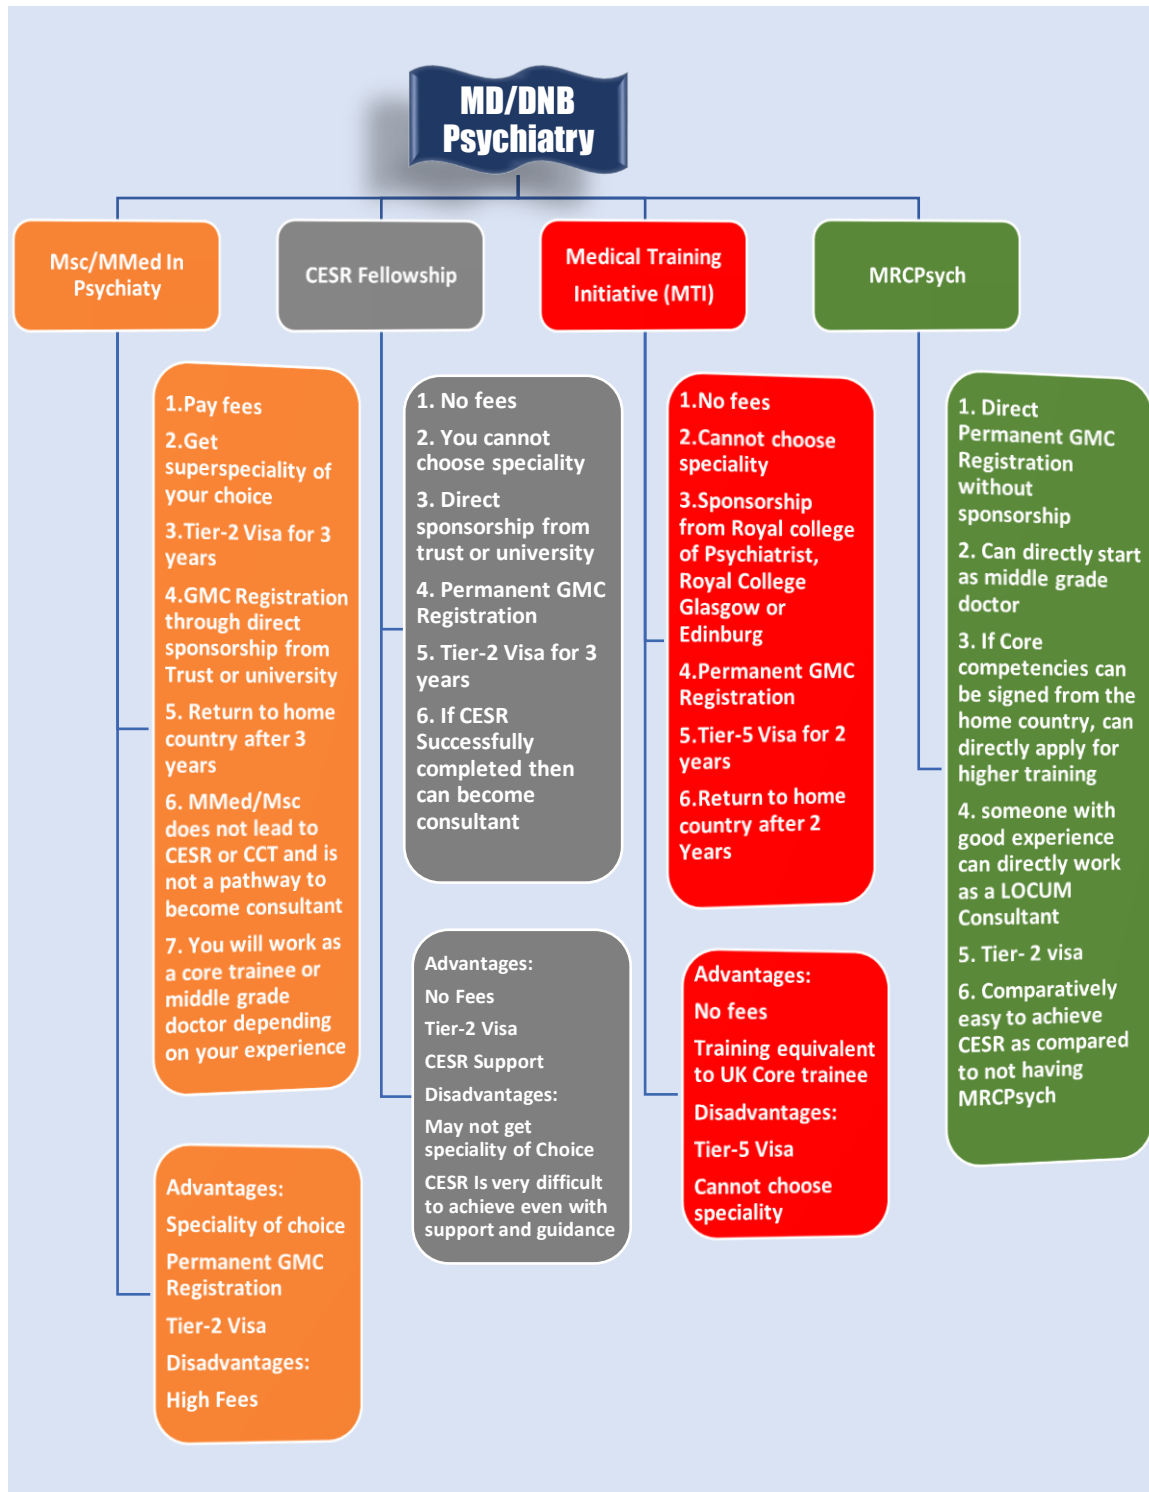 MD/DNB
Psychiatry
Msc/MMed In
Psychiaty
CESR Fellowship
Medical Training
Initiative (MTI)
MRCPsych
1.Pay fees
2.Get
superspeciality of
your choice
3.Tier-2 Visa for 3
years
4.GMC Registration
through direct
sponsorship from
Trust or university
5. Return to home
country after 3
years
6. MMed/Msc
does not lead to
CESR or CCT and is
not a pathway to
become consultant
7. You will work as
a core trainee or
middle grade
doctor depending
on your experience
Advantages:
Speciality of choice
Permanent GMC
Registration
Tier-2 Visa
Disadvantages:
High Fees
1. No fees
2. You cannot
choose speciality
3. Direct
sponsorship from
trust or university
4. Permanent GMC
Registration
5. Tier-2 Visa for 3
years
6. If CESR
Successfully
completed then
can become
consultant
Advantages:
No Fees
Tier-2 Visa
CESR Support
Disadvantages:
May not get
speciality of Choice
CESR Is very difficult
to achieve even with
support and guidance
1.No fees
2.Cannot choose
speciality
3.Sponsorship
from Royal college
of Psychiatrist,
Royal College
Glasgow or
Edinburg
4.Permanent GMC
Registration
5.Tier-5 Visa for 2
years
6.Return to home
country after 2
Years
Advantages:
No fees
Training equivalent
to UK Core trainee
Disadvantages:
Tier-5 Visa
Cannot choose
speciality
1. Direct
Permanent GMC
Registration
without
sponsorship
2. Can directly start
as middle grade
doctor
3. If Core
competencies can
be signed from the
home country, can
directly apply for
higher training
4. someone with
good experience
can directly work
as a LOCUM
Consultant
5. Tier- 2 visa
6. Comparatively
easy to achieve
CESR as compared
to not having
MRCPsych